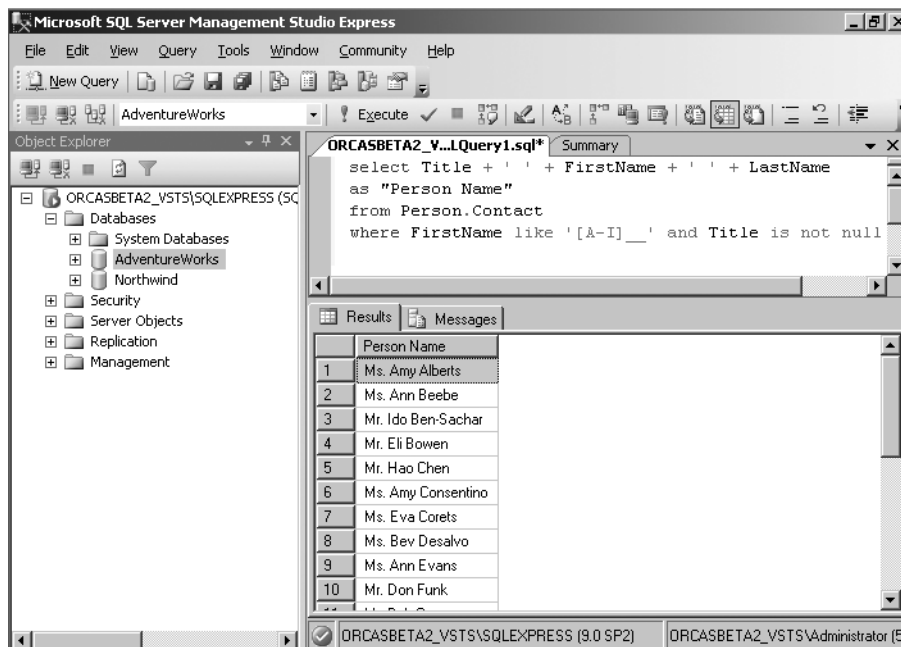 Microsoft SQL Server Management Studio Express
File Edit View Query Tools Window Community Help
New Query
AdventureWorks Execute
Object Explorer
ORCASBETA2_VSTS\SQLEXPRESS (SQ
Databases
System Databases
AdventureWorks
Northwind
Security
Server Objects
Replication
Management
ORCASBETA2_V...LQuery1.sql* Summary
select Title + ' ' + FirstName + ' ' + LastName
as "Person Name"
from Person.Contact
where FirstName like '[A-I]__' and Title is not null
Results Messages
Person Name
1 Ms. Amy Alberts
2 Ms. Ann Beebe
3 Mr. Ido Ben-Sachar
4 Mr. Eli Bowen
5 Mr. Hao Chen
6 Ms. Amy Consentino
7 Ms. Eva Corets
8 Ms. Bev Desalvo
9 Ms. Ann Evans
10 Mr. Don Funk
ORCASBETA2_VSTS\SQLEXPRESS (9.0 SP2) ORCASBETA2_VSTS\Administrator (5